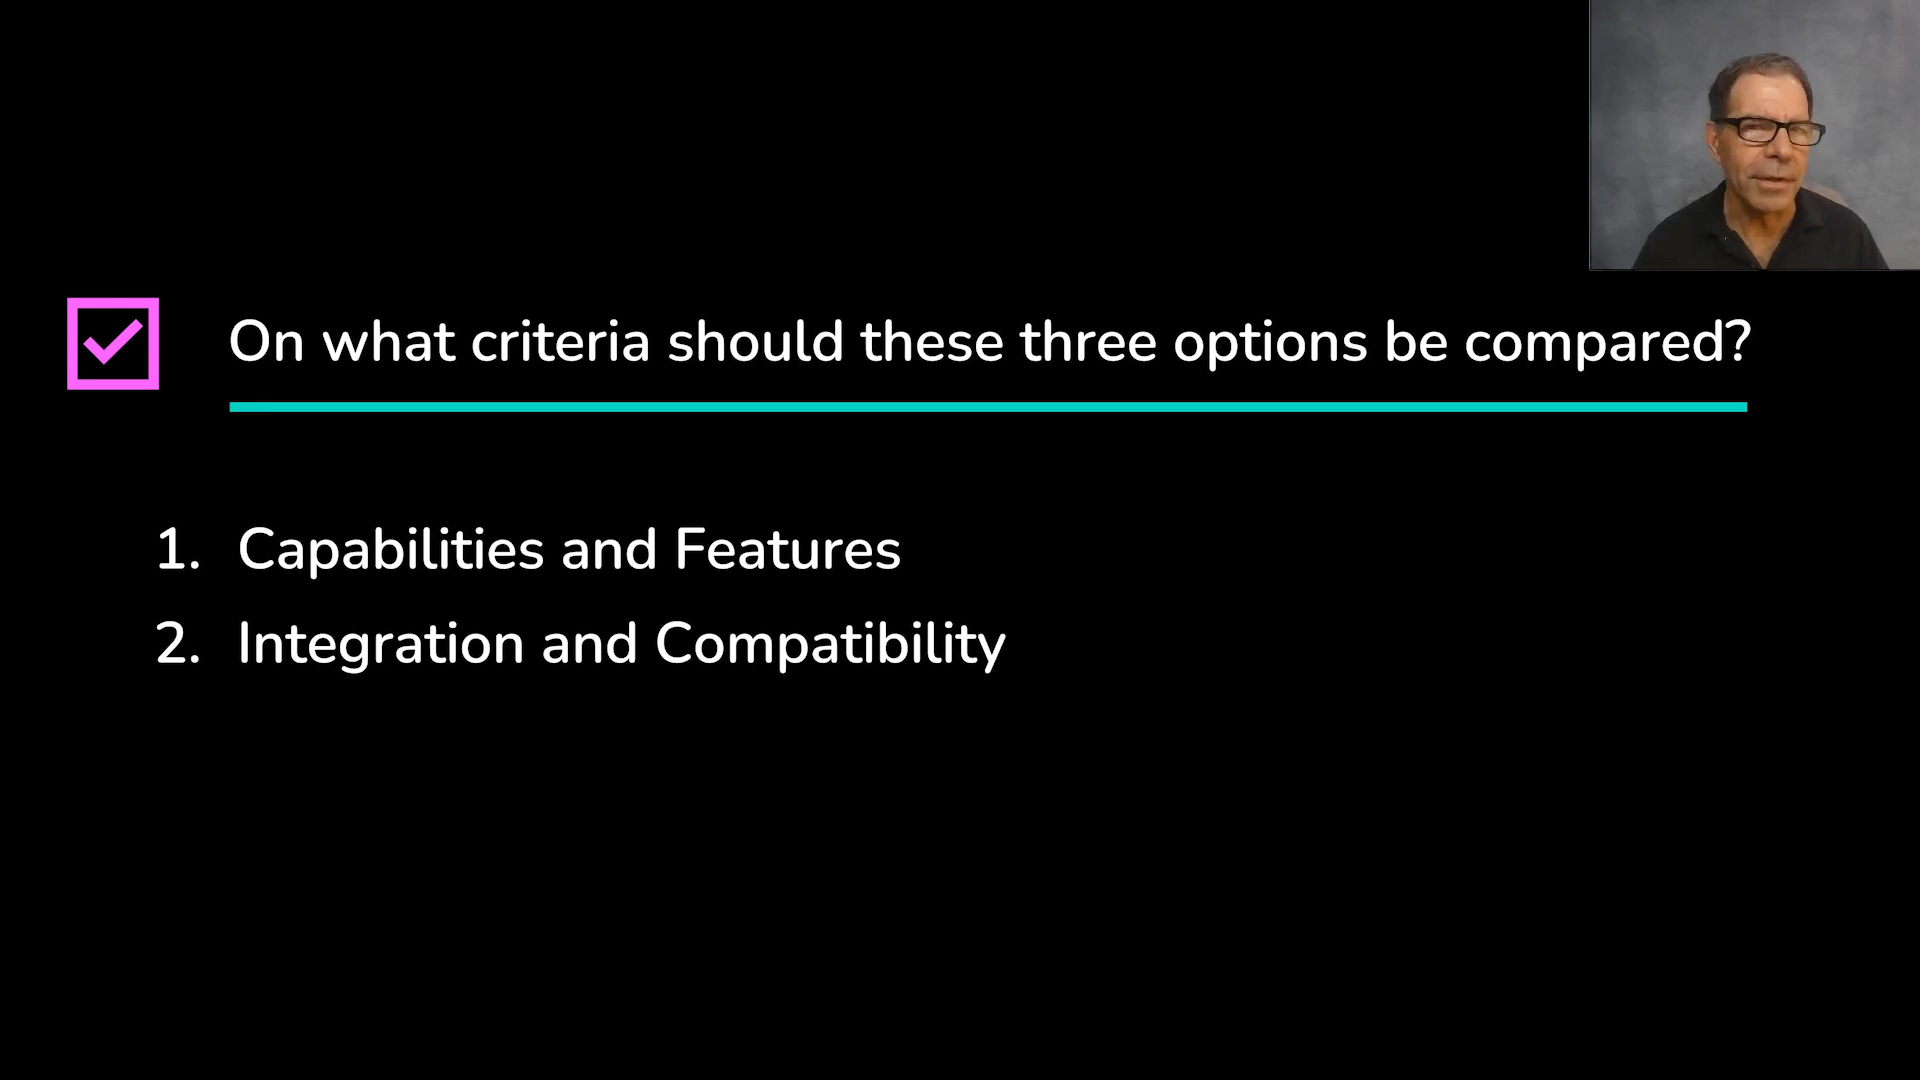 On what criteria should these three options be compared?
1. Capabilities and Features
2. Integration and Compatibility